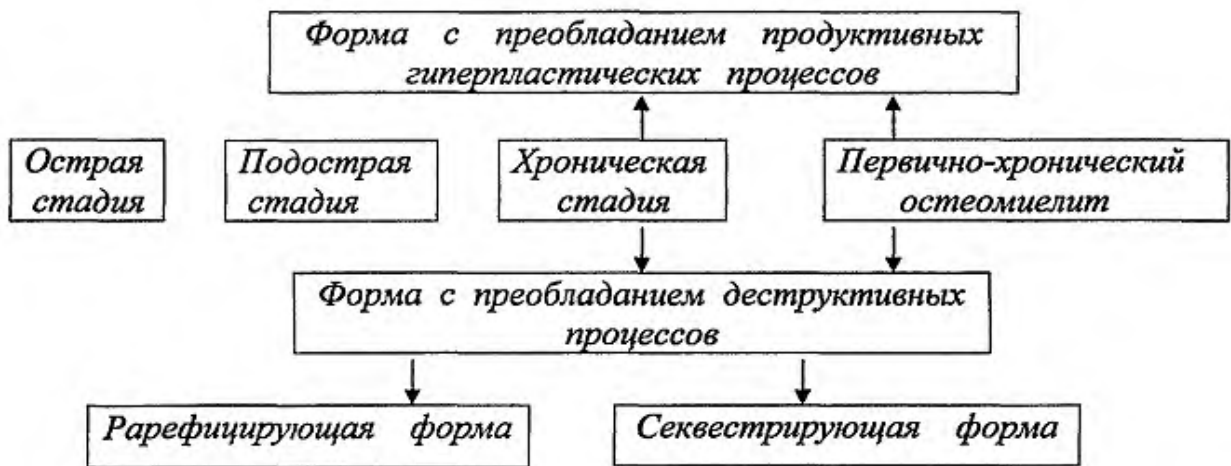 Форма с преобладанием продуктивных
гиперпластических процессов
Острая
стадия
Подострая
стадия
Хроническая
стадия
Первично-хронический
остеомиелит
Форма с преобладанием деструктивных
процессов
Рарефицирующая форма
Секвестрирующая форма